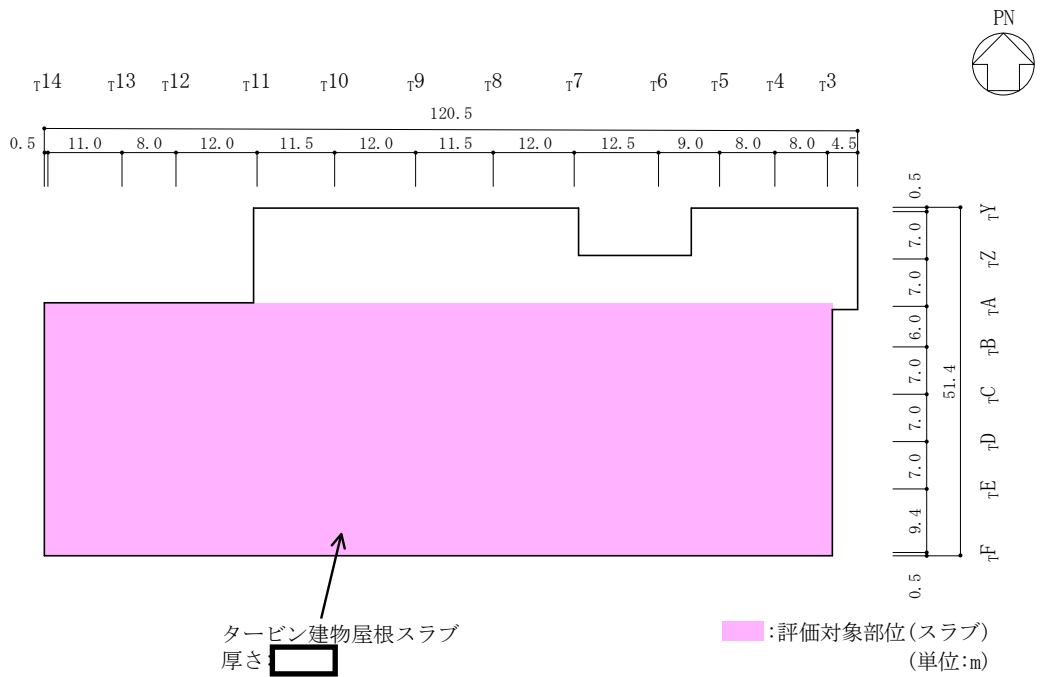 PN
T14 T13 T12 T11 T10 T9 T8 T7 T6 T5 T4 T3
120.5
0.5 11.0 8.0 12.0 11.5 12.0 11.5 12.0 12.5 9.0 8.0 8.0 4.5
0.5 7.0 7.0 6.0 7.0 7.0 7.0 9.4 0.5
51.4
TY TZ TA TB TC TD TE TF
タービン建物屋根スラブ
厚さ:
:評価対象部位(スラブ)
(単位:m)